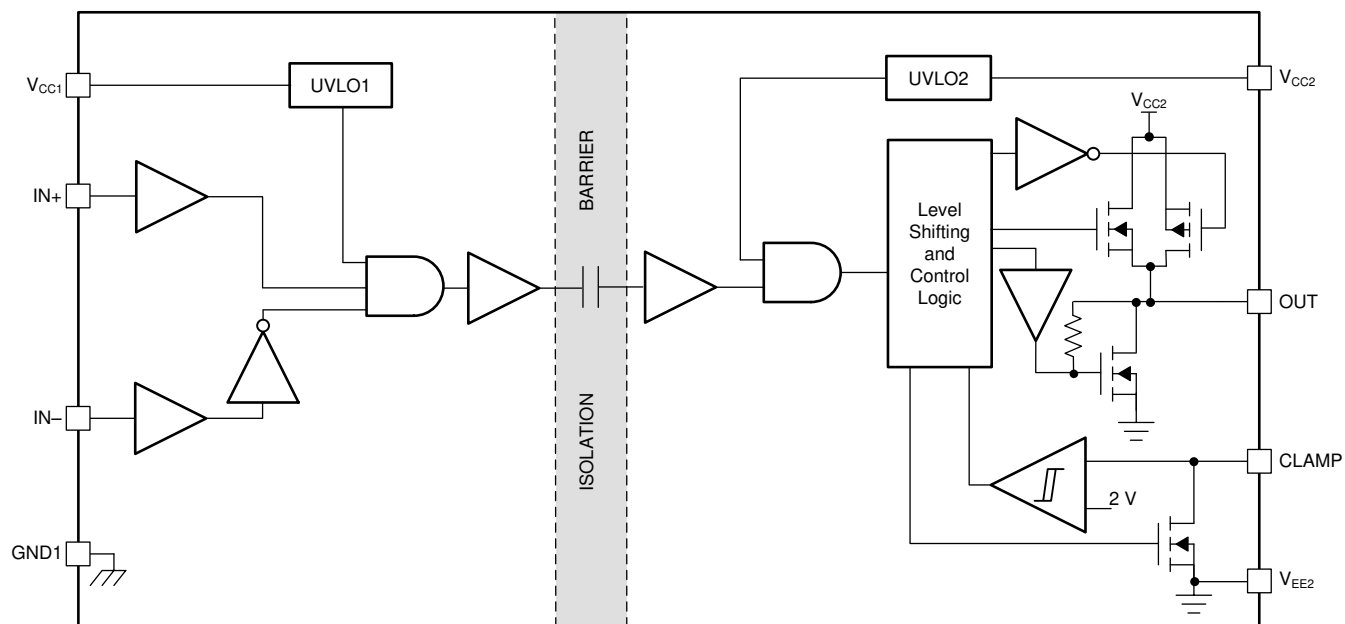 VCC1
UVLO1
UVLO2
VCC2
VCC2
IN+
BARRIER
Level
Shifting
and
Control
Logic
OUT
IN–
ISOLATION
CLAMP
2 V
GND1
VEE2